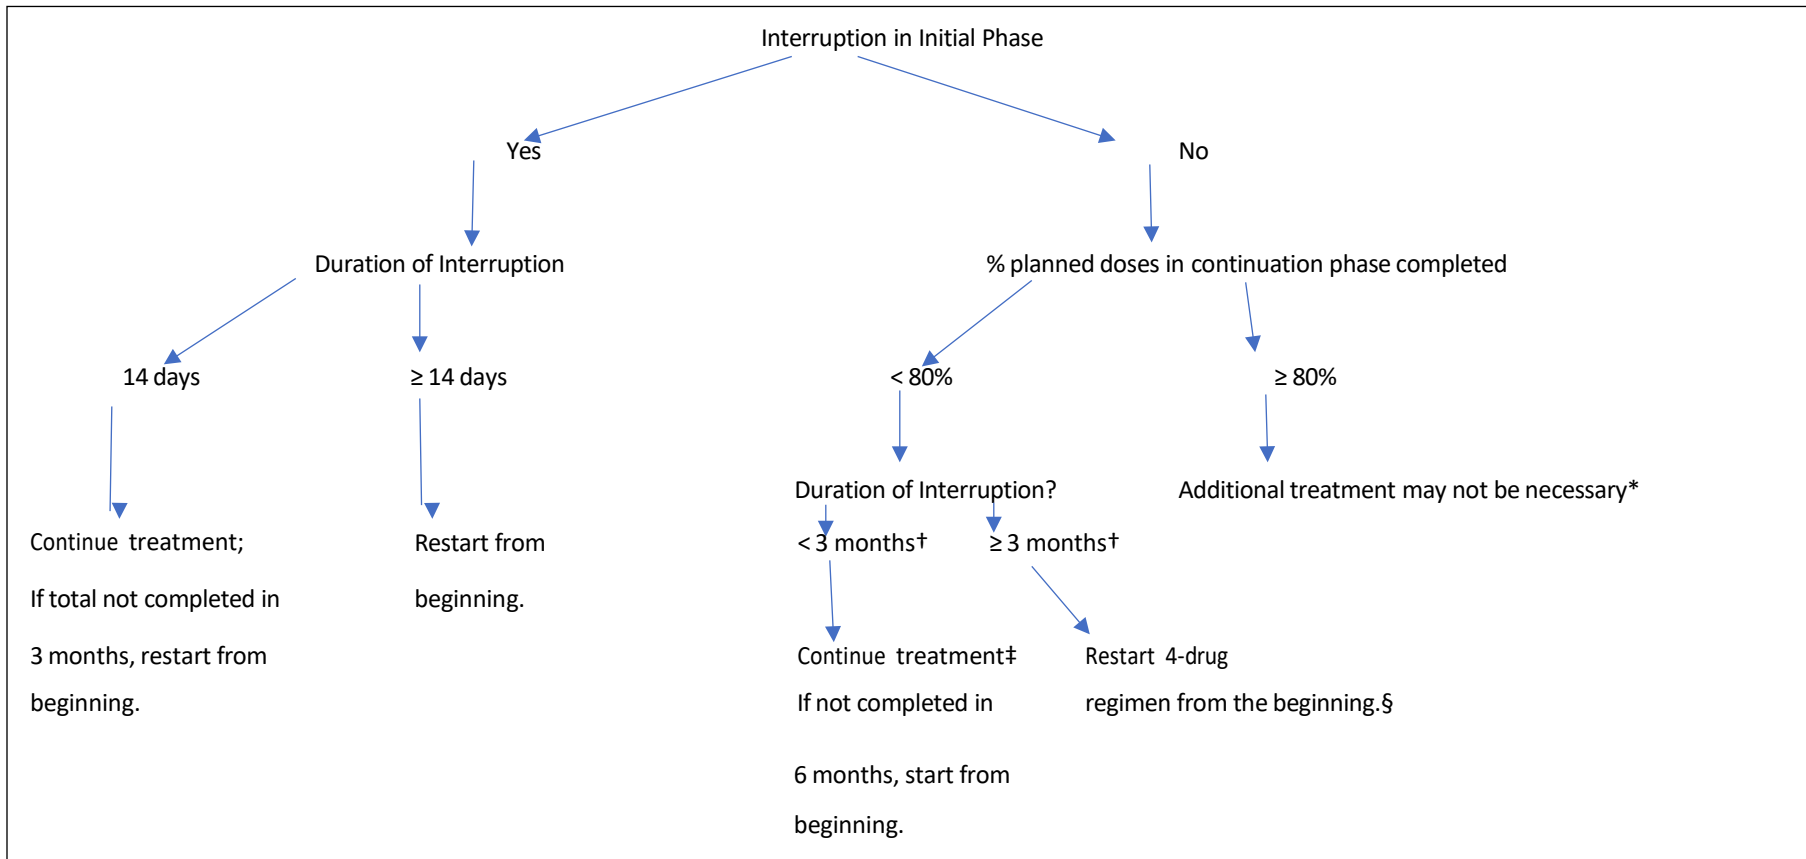 Interruption in Initial Phase
Yes
No
Duration of Interruption
% planned doses in continuation phase completed
14 days
≥ 14 days
< 80%
≥ 80%
Duration of Interruption?
Additional treatment may not be necessary*
Continue treatment;
If total not completed in
3 months, restart from
beginning.
Restart from
beginning.
< 3 months†
≥ 3 months†
Continue treatment‡
If not completed in
6 months, start from
beginning.
Restart 4-drug
regimen from the beginning.§